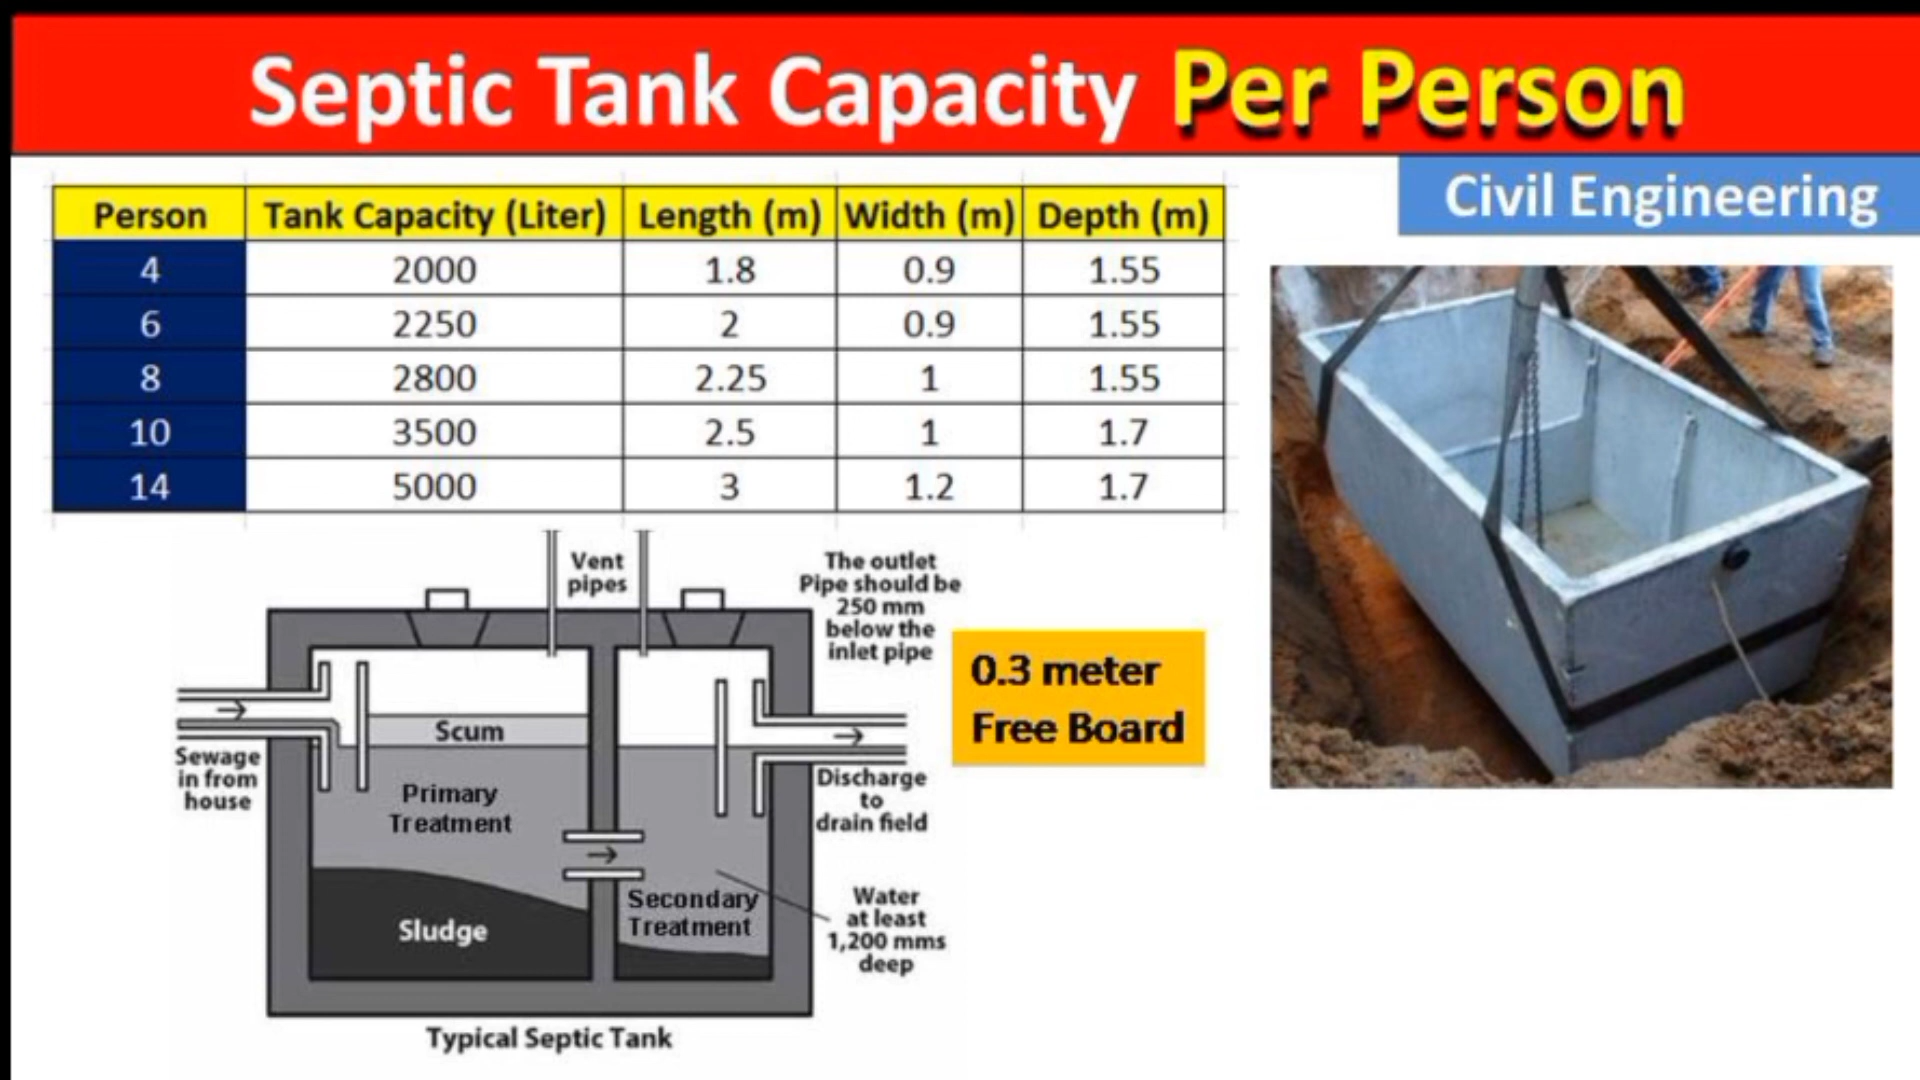 Septic Tank Capacity Per Person
Civil Engineering
Person Tank Capacity (Liter) Length (m) Width (m) Depth (m)
4 2000 1.8 0.9 1.55
6 2250 2 0.9 1.55
8 2800 2.25 1 1.55
10 3500 2.5 1 1.7
14 5000 3 1.2 1.7
Vent
pipes
The outlet
Pipe should be
250 mm
below the
inlet pipe
0.3 meter
Free Board
Scum
Sewage
in from
house
Primary
Treatment
Discharge
to
drain field
Sludge
Secondary
Treatment
Water
at least
1,200 mms
deep
Typical Septic Tank